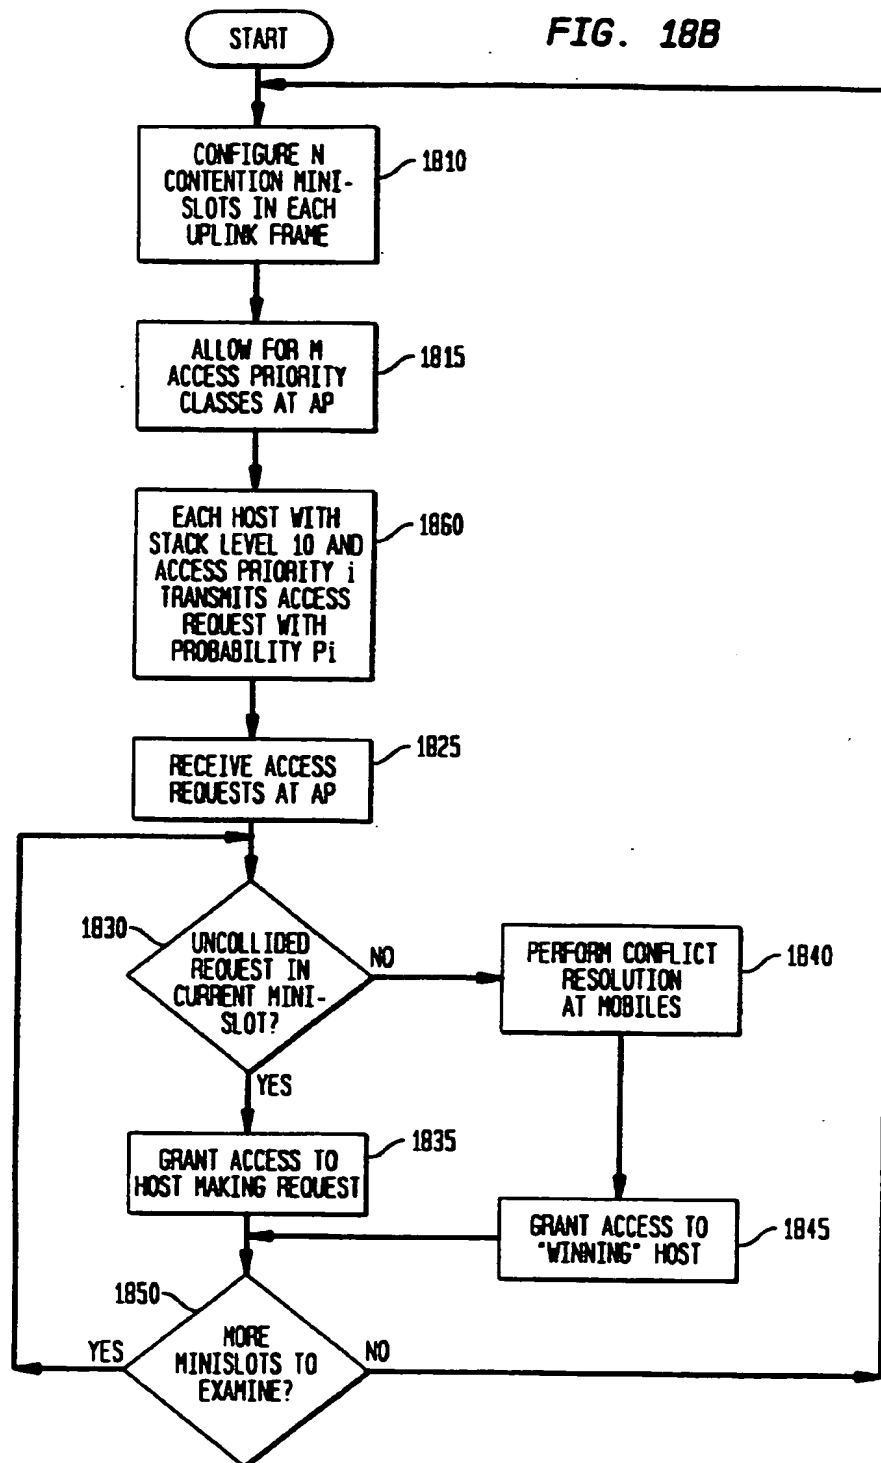 FIG. 18B
START
CONFIGURE N
CONTENTION MINI-
SLOTS IN EACH
UPLINK FRAME
1810
ALLOW FOR M
ACCESS PRIORITY
CLASSES AT AP
1815
EACH HOST WITH
STACK LEVEL 10 AND
ACCESS PRIORITY i
TRANSMITS ACCESS
REQUEST WITH
PROBABILITY Pi
1860
RECEIVE ACCESS
REQUESTS AT AP
1825
1830
UNCOLLIDED
REQUEST IN
CURRENT MINI-
SLOT?
NO
YES
PERFORM CONFLICT
RESOLUTION
AT MOBILES
1840
GRANT ACCESS TO
HOST MAKING REQUEST
1835
GRANT ACCESS TO
"WINNING" HOST
1845
1850
MORE
MINISLOTS TO
EXAMINE?
YES
NO